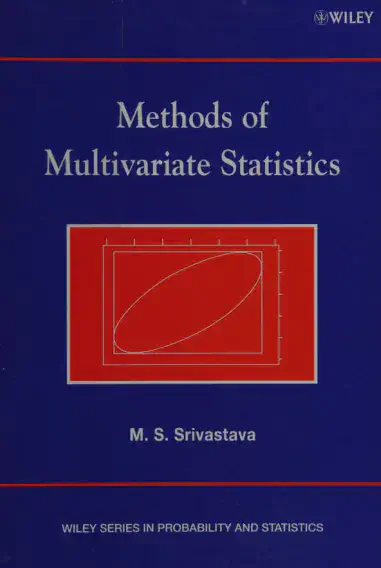 WILEY
Methods of
Multivariate Statistics
M. S. Srivastava
WILEY SERIES IN PROBABILITY AND STATISTICS